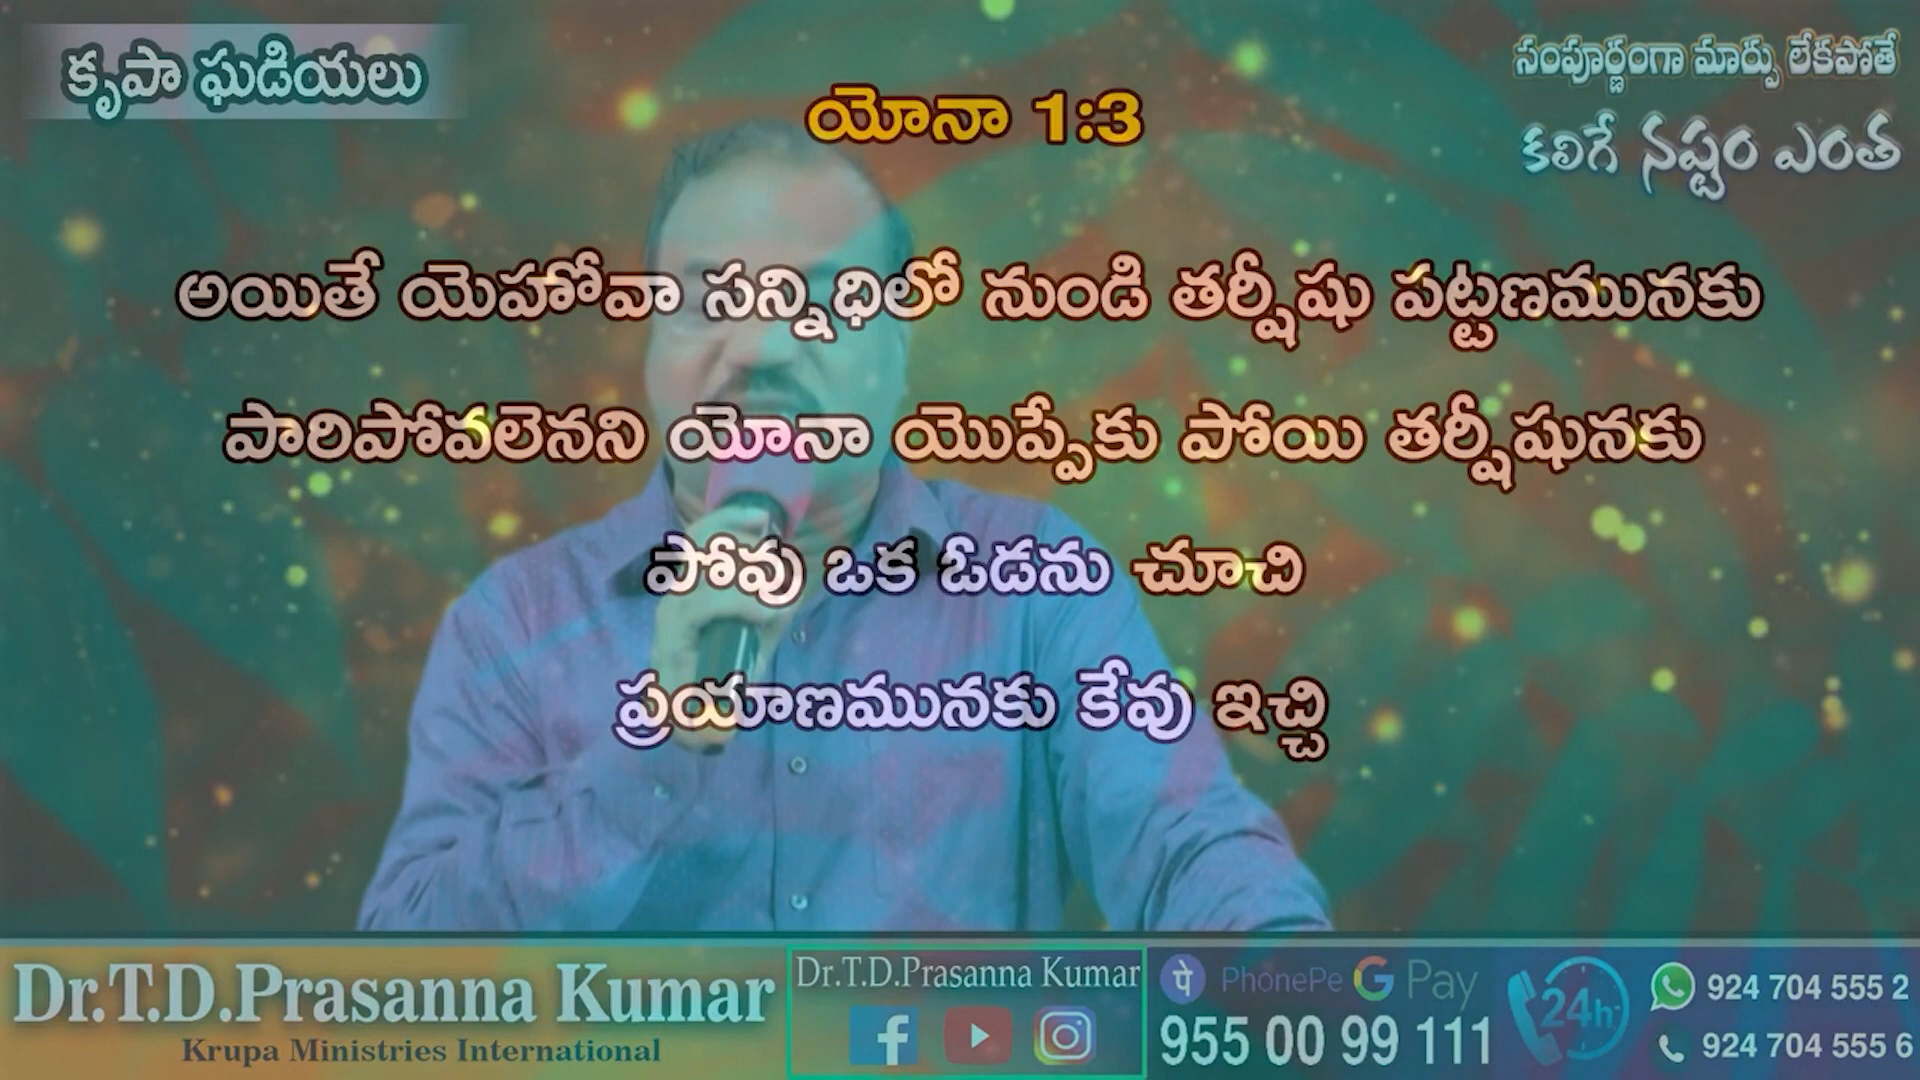 కృపా ఘడియలు
సంపూర్ణంగా మార్పు లేకపోతే
కలిగే నష్టం ఎంత
యోనా 1:3
అయితే యెహోవా సన్నిధిలో నుండి తర్షీషు పట్టణమునకు
పారిపోవలెనని యోనా యొప్పేకు పోయి తర్షీషునకు
పోవు ఒక ఓడను చూచి
ప్రయాణమునకు కేవు ఇచ్చి
Dr.T.D.Prasanna Kumar
Krupa Ministries International
Dr.T.D.Prasanna Kumar
PhonePe G Pay
955 00 99 111
24h
924 704 555 2
924 704 555 6